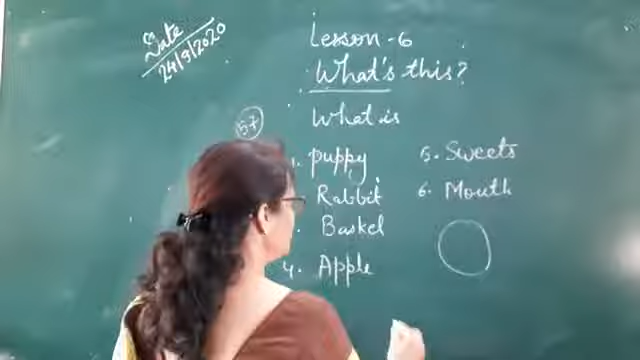 Date
24/9/2020
Lesson - 6
What's this?
What is
57
1. puppy
Rabbit
Basket
4. Apple
5. Sweets
6. Mouth